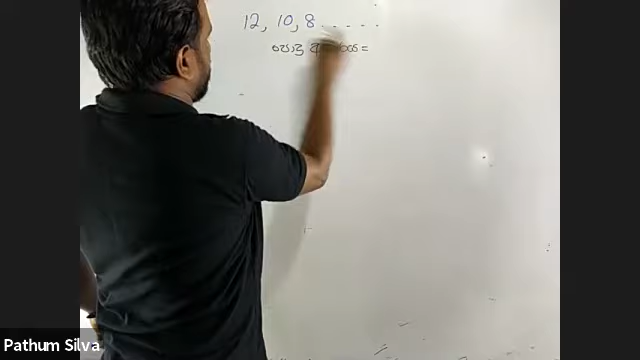 12, 10, 8 . . . . .
පොදු =
Pathum Silva